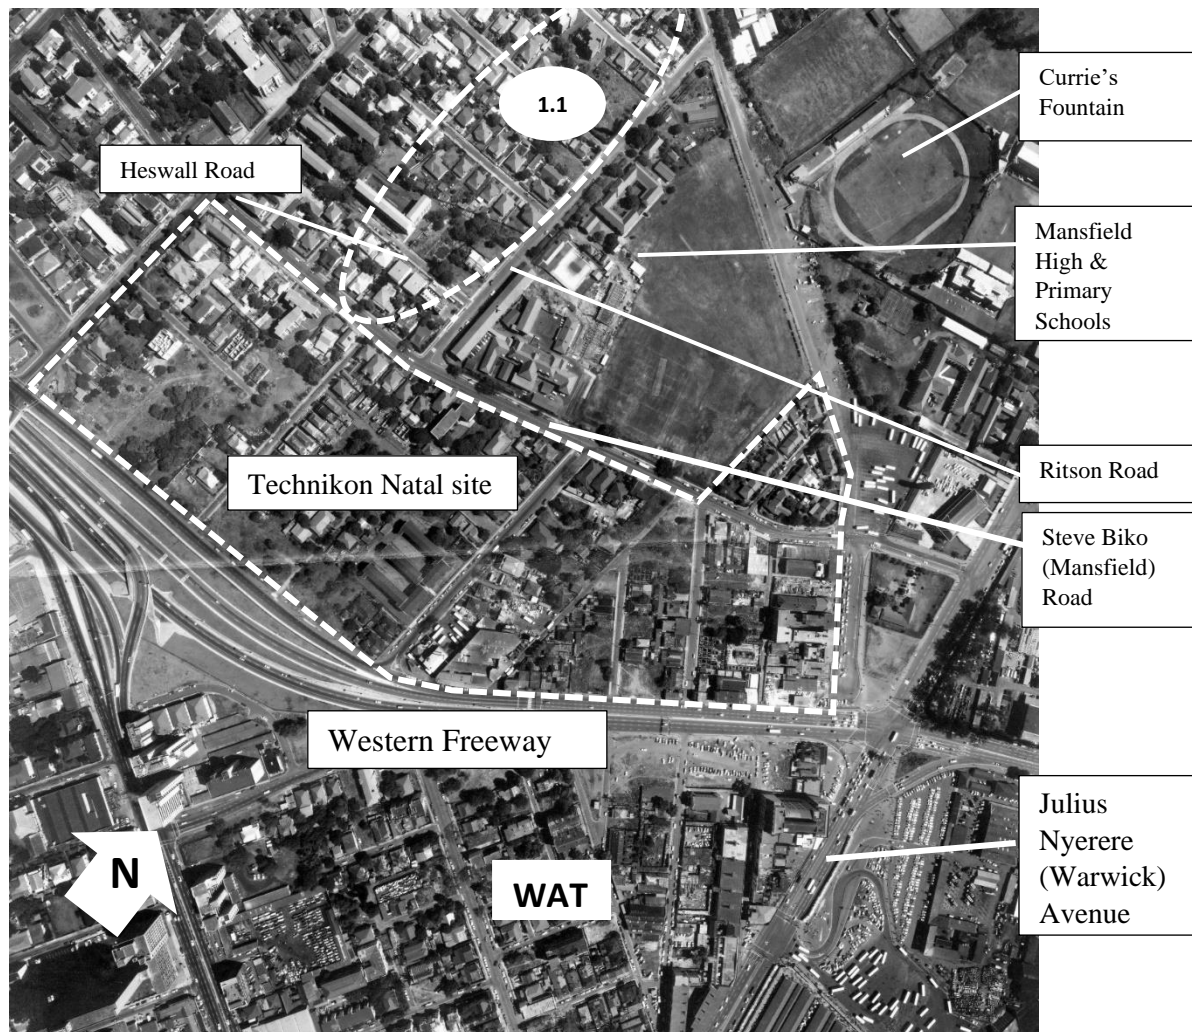 1.1
Currie's
Fountain
Heswall Road
Mansfield
High &
Primary
Schools
Technikon Natal site
Ritson Road
Steve Biko
(Mansfield)
Road
Western Freeway
Julius
Nyerere
(Warwick)
Avenue
N
WAT